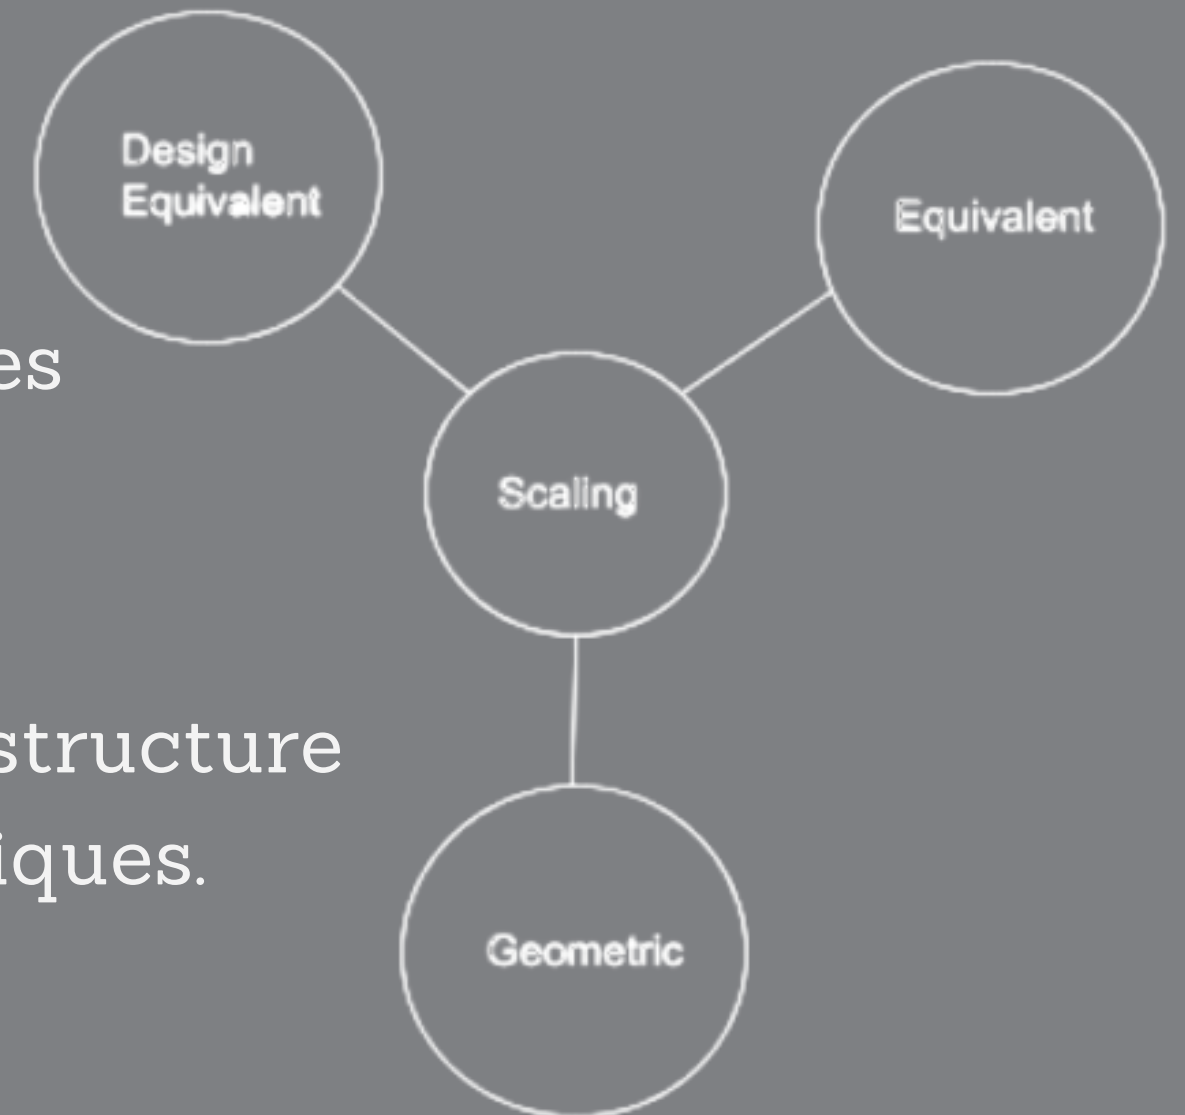 Design
Equivalent
Equivalent
es
Scaling
structure
iques.
Geometric